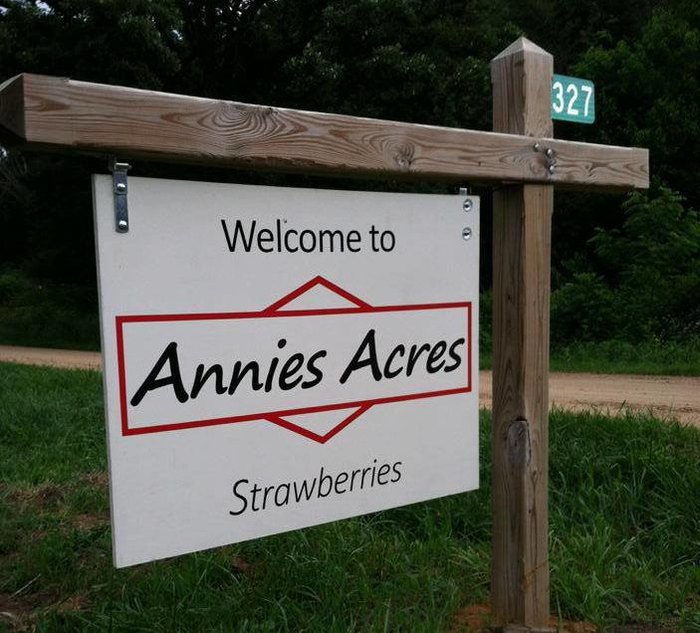 327
Welcome to
Annies Acres
Strawberries